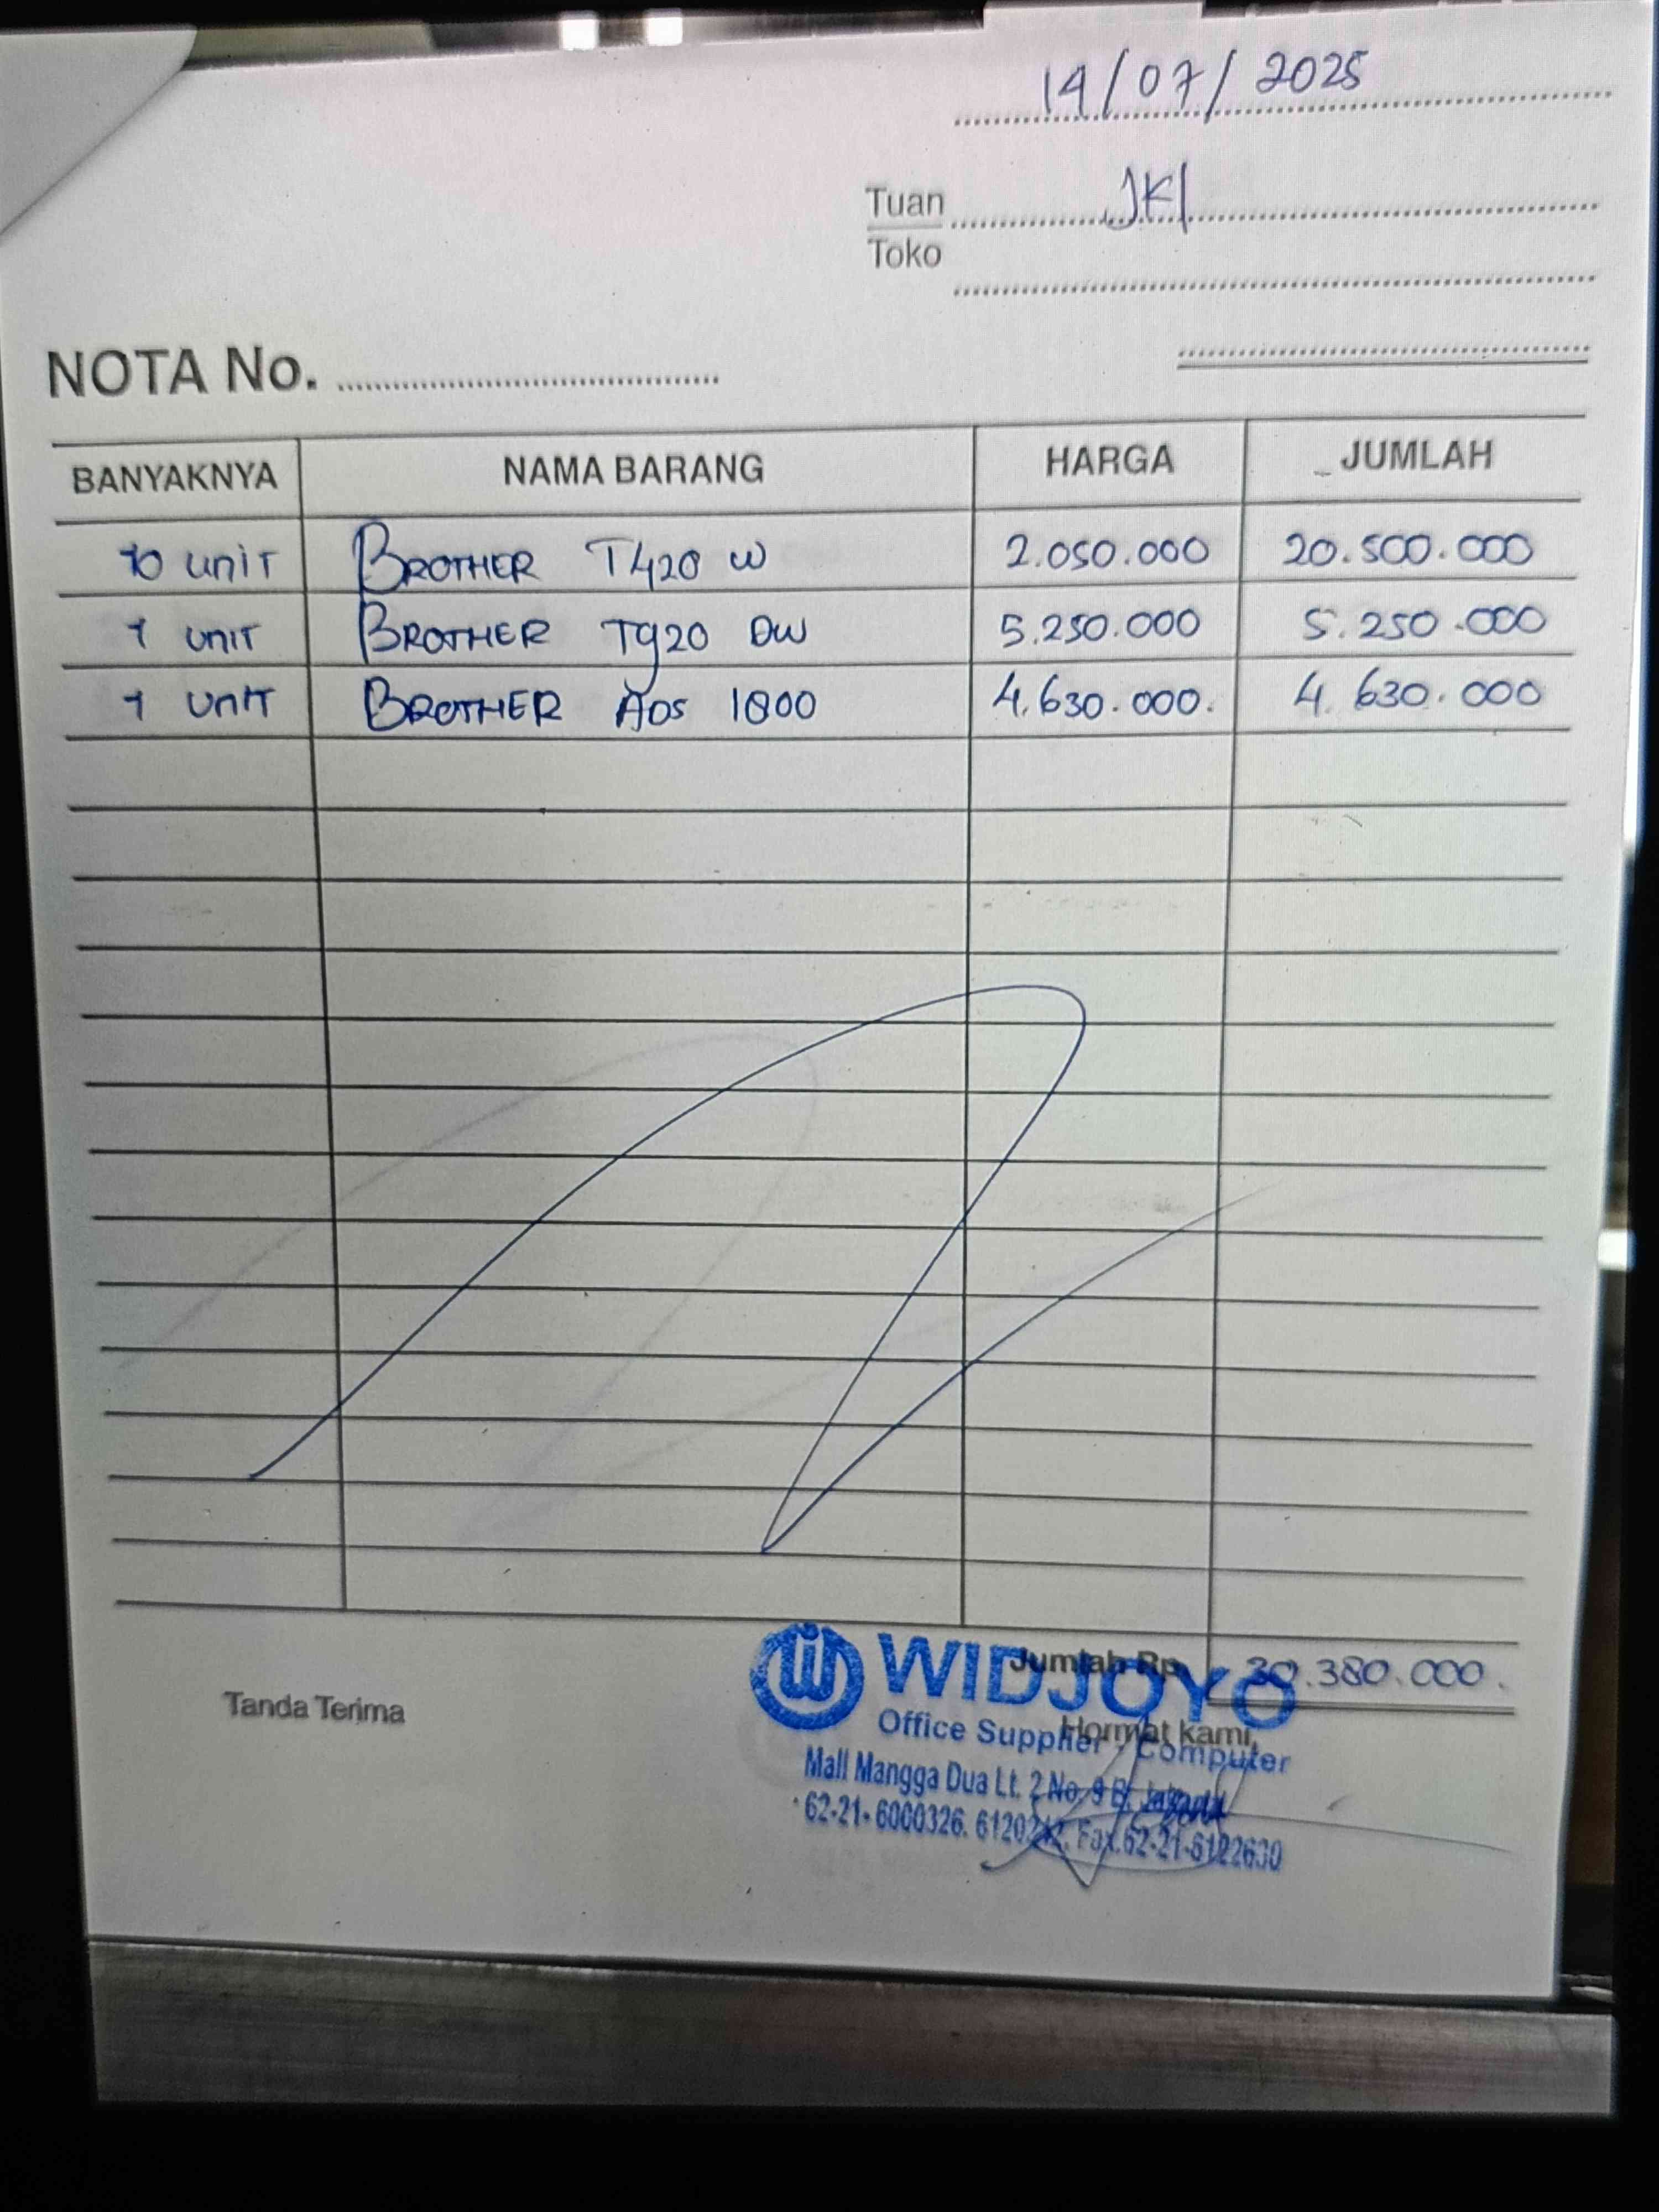 14/07/2025
Tuan JKI
Toko
NOTA No.
BANYAKNYA NAMA BARANG HARGA JUMLAH
10 unit BROTHER T420 W 2.050.000 20.500.000
1 unit BROTHER T920 DW 5.250.000 5.250.000
1 unit BROTHER ADS 1800 4.630.000. 4.630.000
Jumlah Rp. 30.380.000.
Tanda Terima
Hormat kami,
WIDJOYO
Office Supplier - Computer
Mall Mangga Dua Lt. 2 No. 9 B, Jakarta
62-21-6000326. 6120212, Fax.62-21-6122630